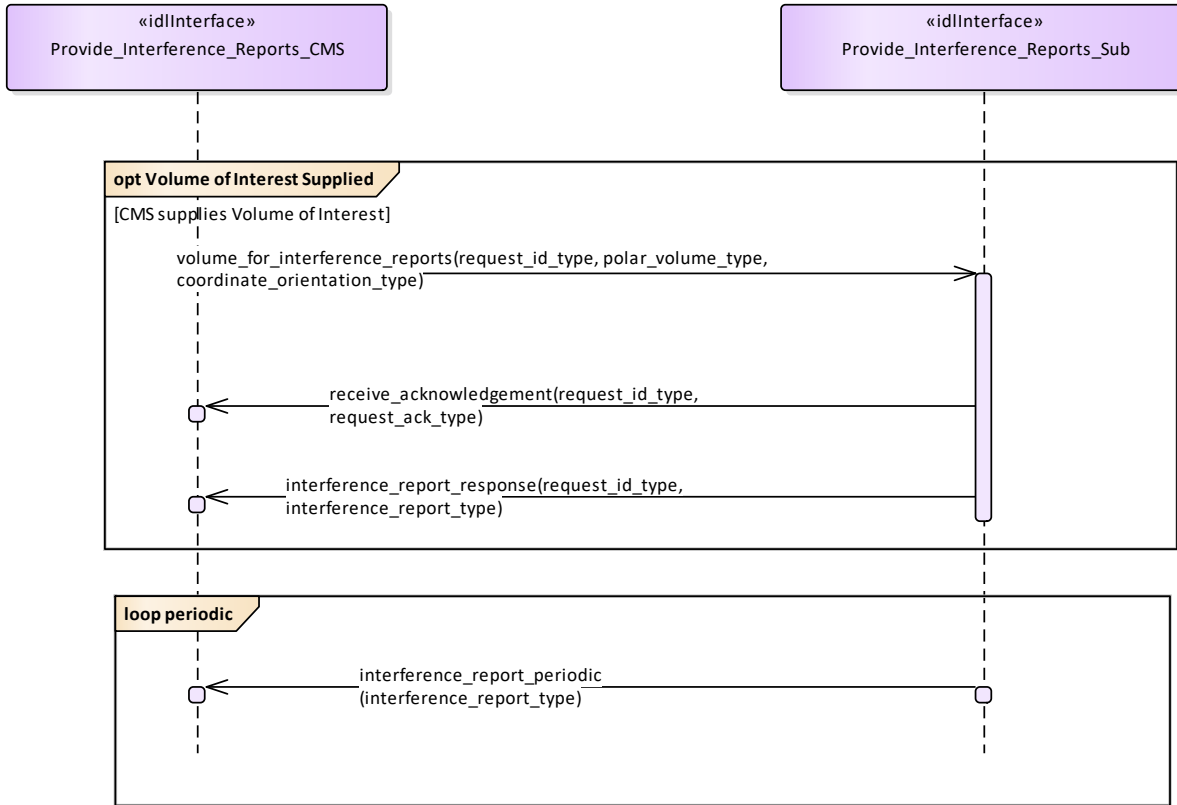 «idlInterface»
Provide_Interference_Reports_CMS
«idlInterface»
Provide_Interference_Reports_Sub
opt Volume of Interest Supplied
[CMS supplies Volume of Interest]
volume_for_interference_reports(request_id_type, polar_volume_type,
coordinate_orientation_type)
receive_acknowledgement(request_id_type,
request_ack_type)
interference_report_response(request_id_type,
interference_report_type)
loop periodic
interference_report_periodic
(interference_report_type)